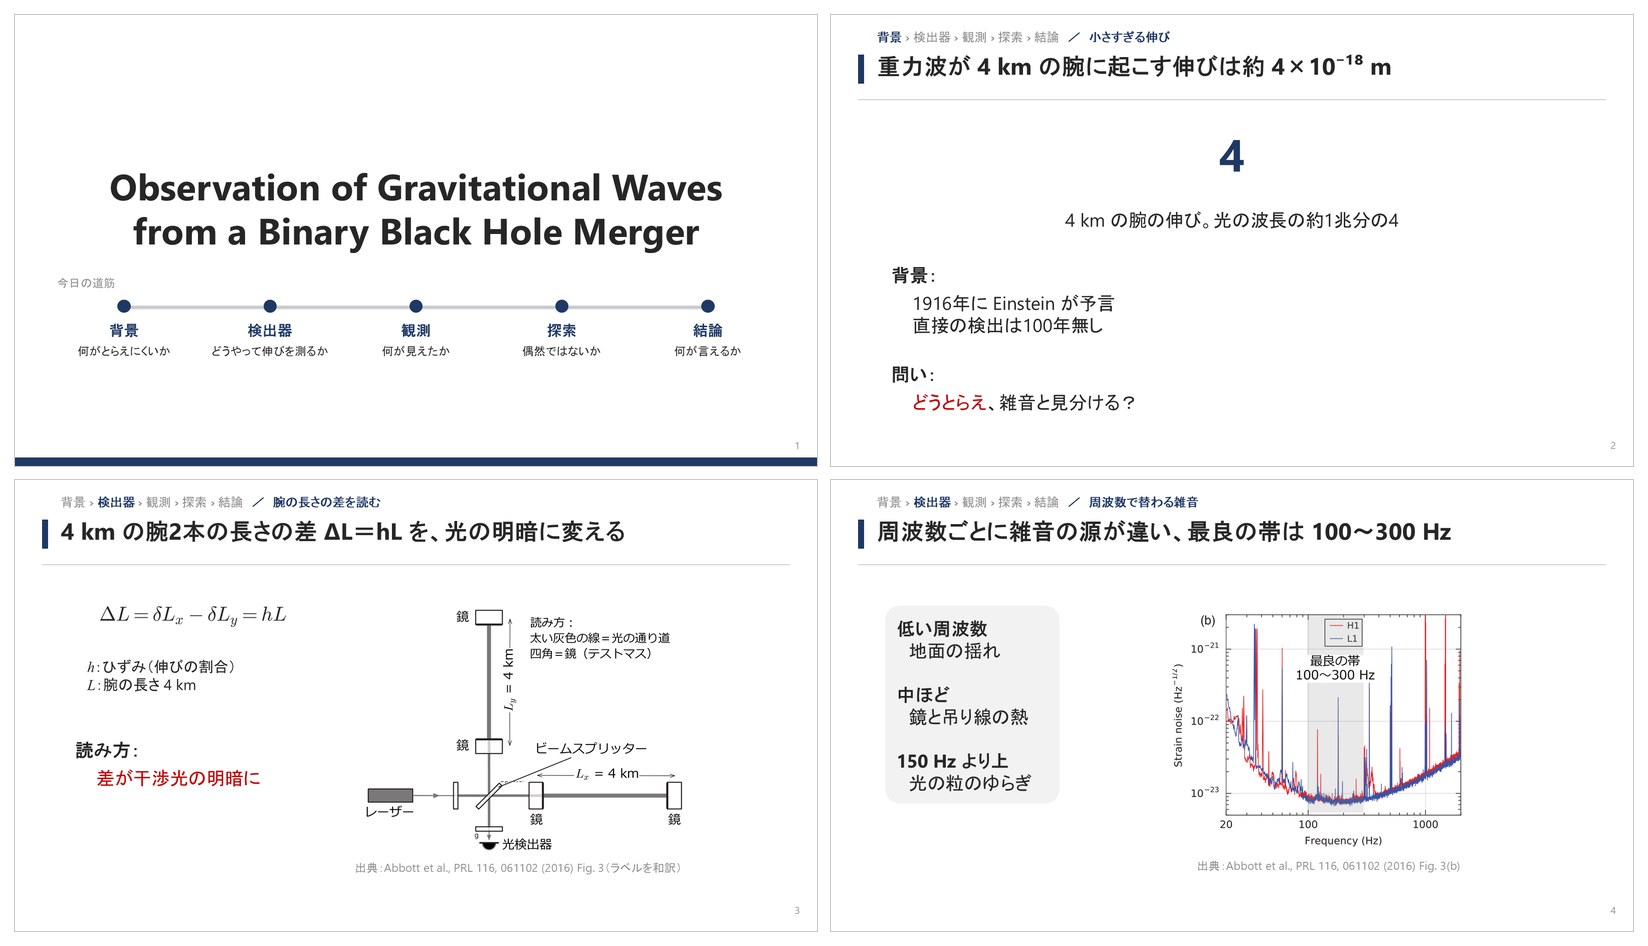 Observation of Gravitational Waves
from a Binary Black Hole Merger
今日の道筋
背景
検出器
観測
探索
結論
何がとらえにくいか
どうやって伸びを測るか
何が見えたか
偶然ではないか
何が言えるか
1
背景 › 検出器 › 観測 › 探索 › 結論 ／ 小さすぎる伸び
重力波が 4 km の腕に起こす伸びは約 4×10⁻¹⁸ m
4
4 km の腕の伸び。光の波長の約1兆分の4
背景：
1916年に Einstein が予言
直接の検出は100年無し
問い：
どうとらえ、雑音と見分ける？
2
背景 › 検出器 › 観測 › 探索 › 結論 ／ 腕の長さの差を読む
4 km の腕2本の長さの差 ΔL＝hL を、光の明暗に変える
ΔL = δLₓ − δL_y = hL
h：ひずみ（伸びの割合）
L：腕の長さ 4 km
読み方：
差が干渉光の明暗に
鏡
読み方：
太い灰色の線＝光の通り道
四角＝鏡（テストマス）
L_y = 4 km
鏡
ビームスプリッター
Lₓ = 4 km
レーザー
鏡
鏡
光検出器
出典：Abbott et al., PRL 116, 061102 (2016) Fig. 3（ラベルを和訳）
3
背景 › 検出器 › 観測 › 探索 › 結論 ／ 周波数で替わる雑音
周波数ごとに雑音の源が違い、最良の帯は 100〜300 Hz
低い周波数
地面の揺れ
中ほど
鏡と吊り線の熱
150 Hz より上
光の粒のゆらぎ
(b)
H1
L1
最良の帯
100〜300 Hz
10⁻²¹
10⁻²²
10⁻²³
Strain noise (Hz⁻¹ᐟ²)
20
100
1000
Frequency (Hz)
出典：Abbott et al., PRL 116, 061102 (2016) Fig. 3(b)
4